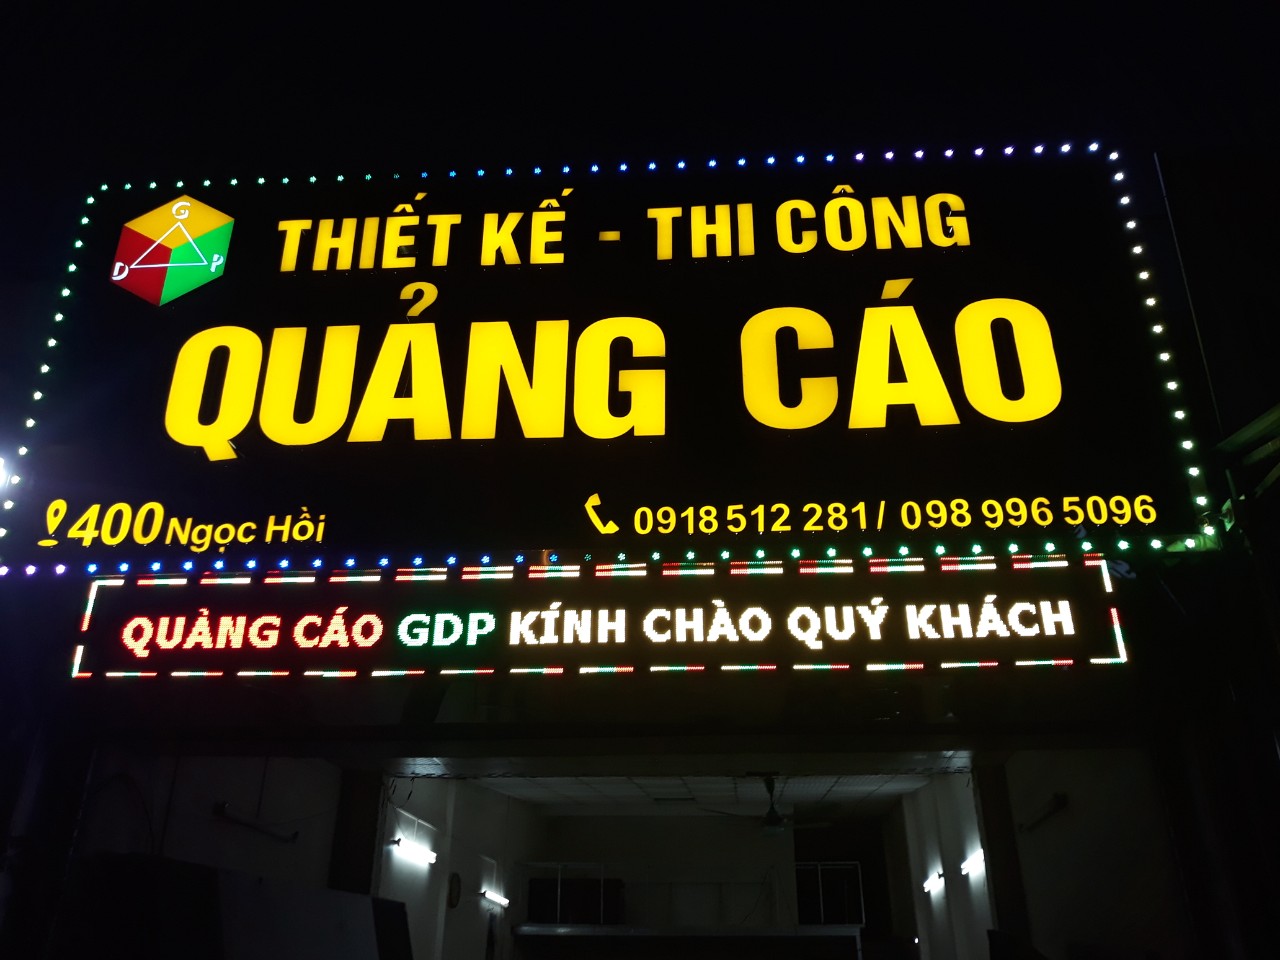 G
D P
THIẾT KẾ - THI CÔNG
QUẢNG CÁO
400 Ngọc Hồi
0918 512 281/ 098 996 5096
QUẢNG CÁO GDP KÍNH CHÀO QUÝ KHÁCH